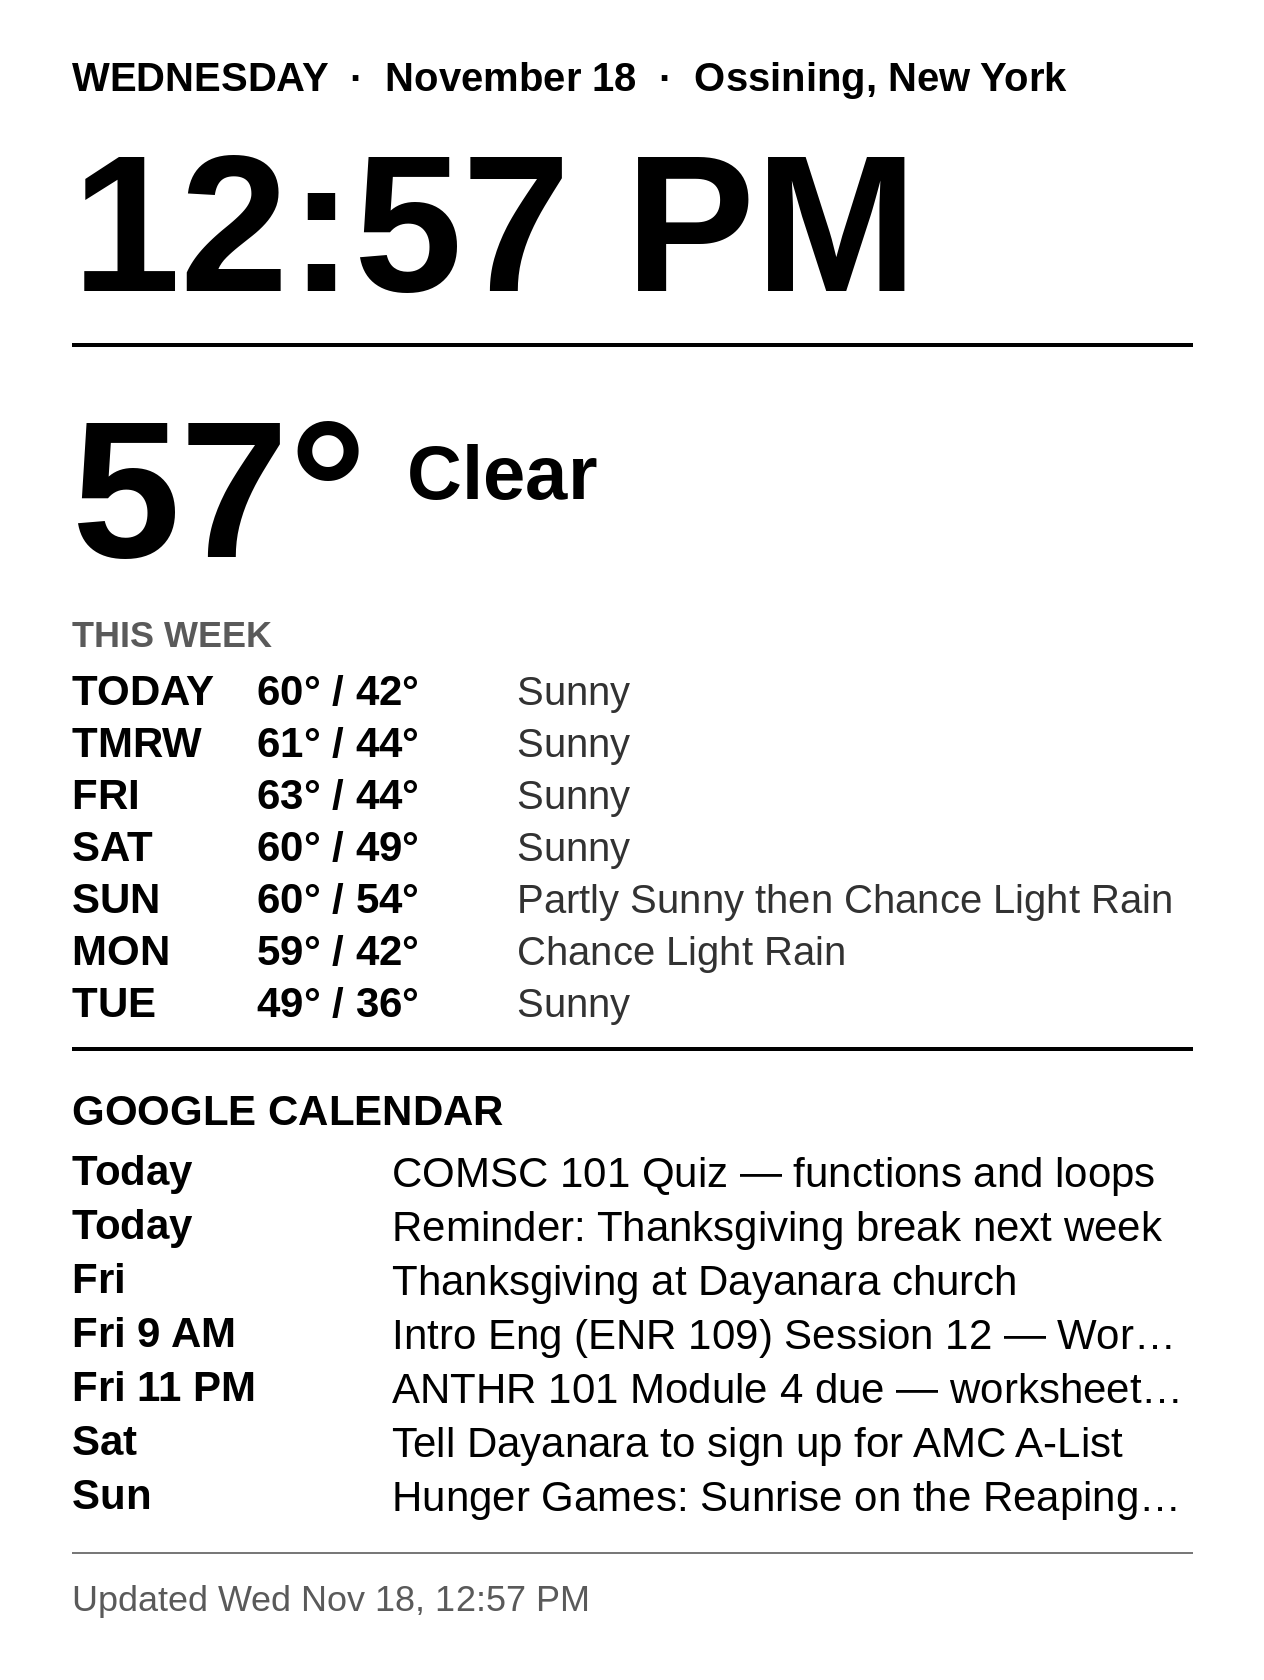 WEDNESDAY · November 18 · Ossining, New York
12:57 PM
57° Clear
THIS WEEK
TODAY 60° / 42° Sunny
TMRW 61° / 44° Sunny
FRI 63° / 44° Sunny
SAT 60° / 49° Sunny
SUN 60° / 54° Partly Sunny then Chance Light Rain
MON 59° / 42° Chance Light Rain
TUE 49° / 36° Sunny
GOOGLE CALENDAR
Today COMSC 101 Quiz — functions and loops
Today Reminder: Thanksgiving break next week
Fri Thanksgiving at Dayanara church
Fri 9 AM Intro Eng (ENR 109) Session 12 — Wor…
Fri 11 PM ANTHR 101 Module 4 due — worksheet…
Sat Tell Dayanara to sign up for AMC A-List
Sun Hunger Games: Sunrise on the Reaping…
Updated Wed Nov 18, 12:57 PM